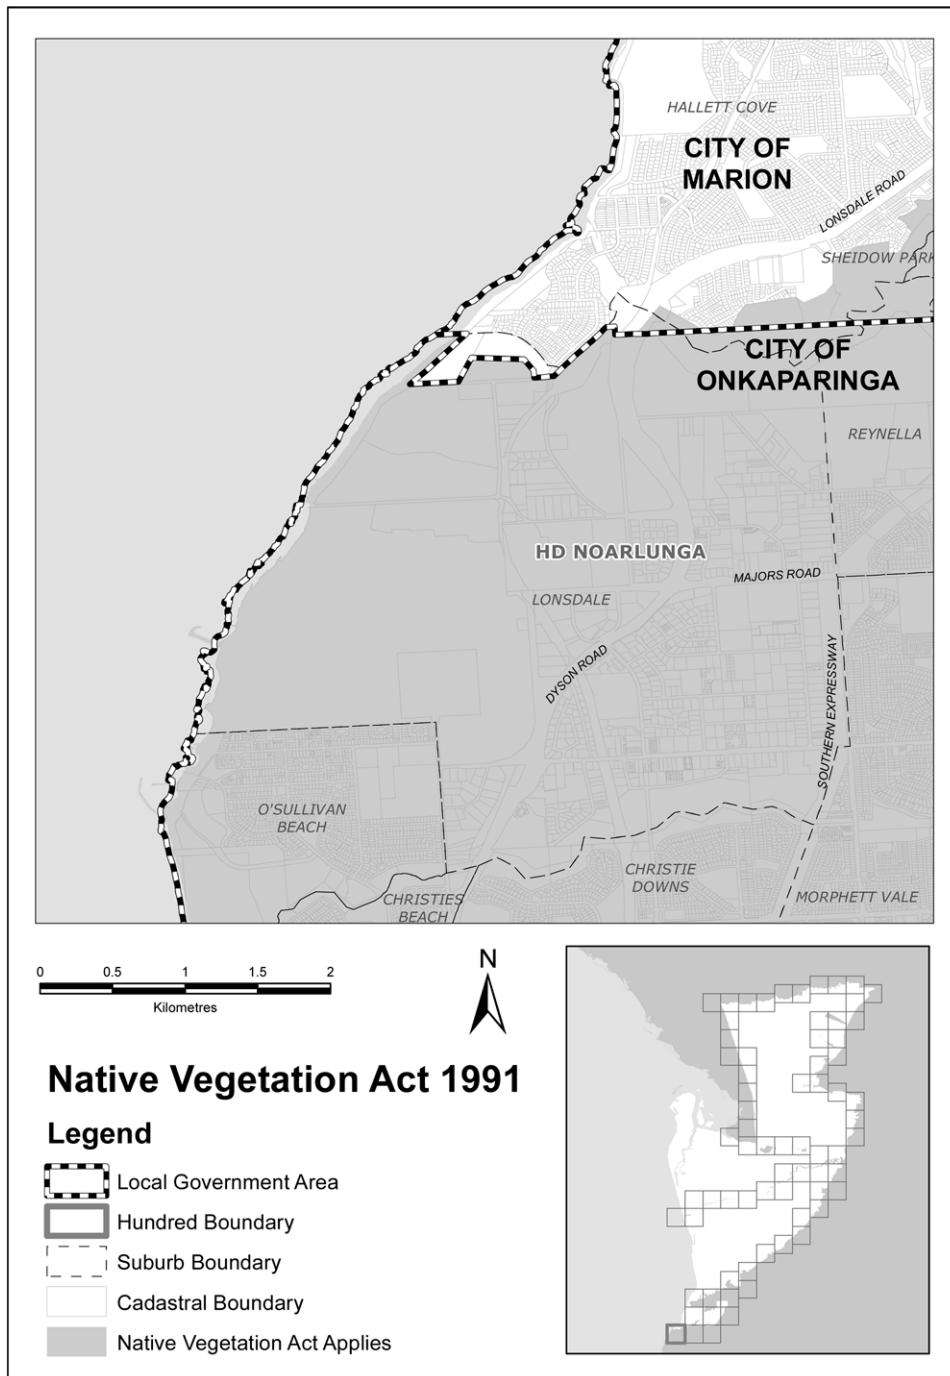 HALLETT COVE
CITY OF
MARION
LONSDALE ROAD
SHEIDOW PARK
CITY OF
ONKAPARINGA
REYNELLA
HD NOARLUNGA
MAJORS ROAD
LONSDALE
DYSON ROAD
SOUTHERN EXPRESSWAY
O'SULLIVAN
BEACH
CHRISTIE
DOWNS
CHRISTIES
BEACH
MORPHETT VALE
0 0.5 1 1.5 2
Kilometres
N
Native Vegetation Act 1991
Legend
Local Government Area
Hundred Boundary
Suburb Boundary
Cadastral Boundary
Native Vegetation Act Applies